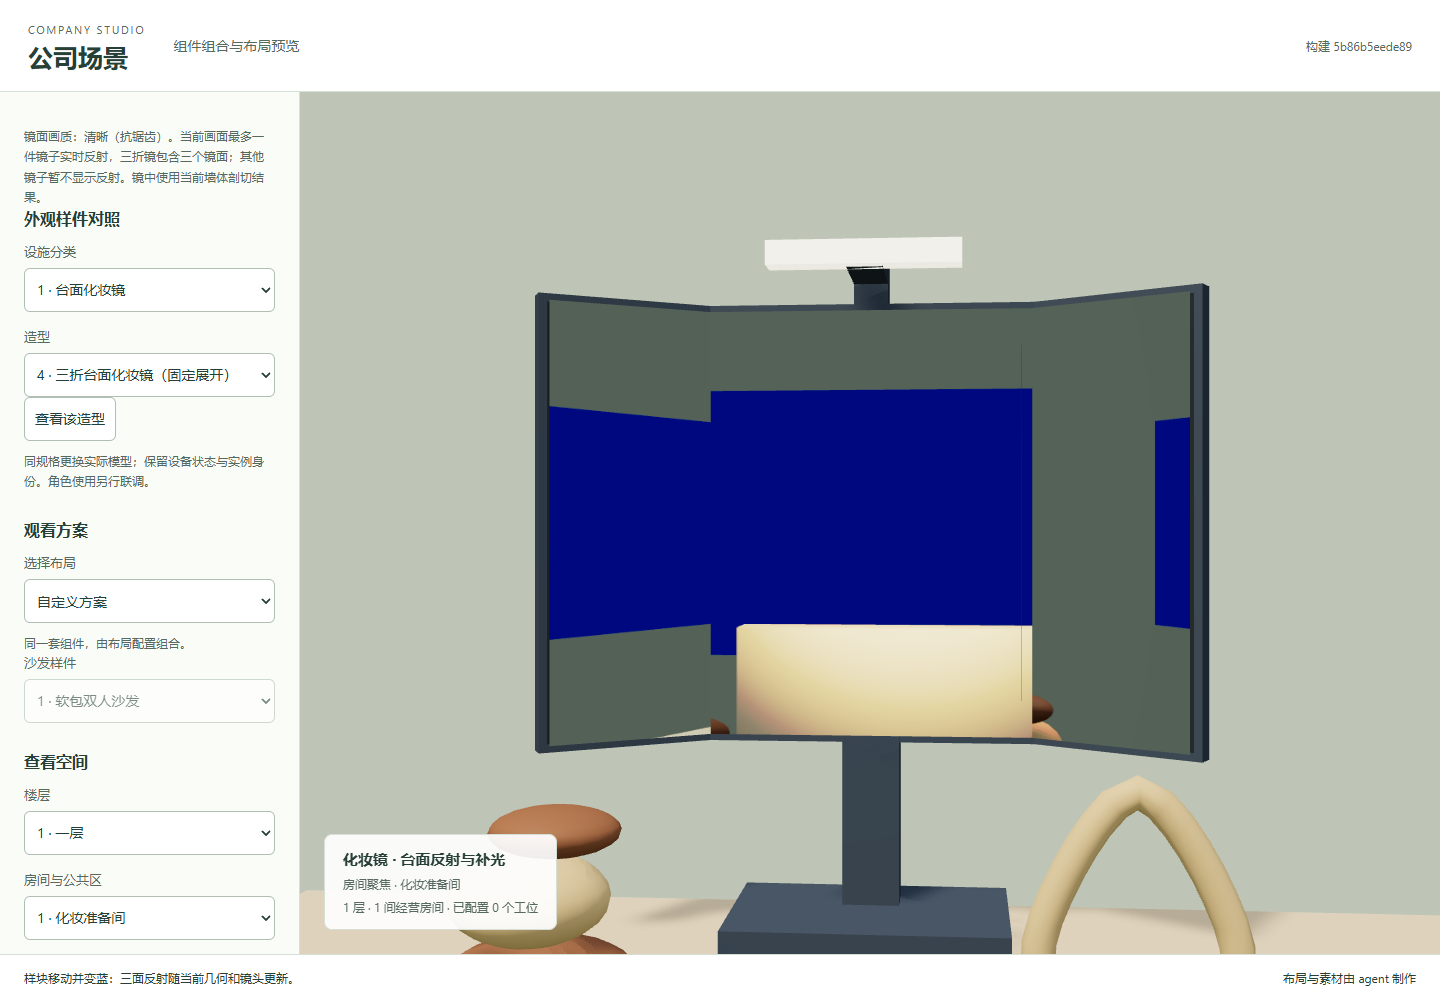 COMPANY STUDIO
公司场景
组件组合与布局预览
构建 5b86b5eede89
镜面画质：清晰（抗锯齿）。当前画面最多一
件镜子实时反射，三折镜包含三个镜面；其他
镜子暂不显示反射。镜中使用当前墙体剖切结
果。
外观样件对照
设施分类
1 · 台面化妆镜
造型
4 · 三折台面化妆镜（固定展开）
查看该造型
同规格更换实际模型；保留设备状态与实例身
份。角色使用另行联调。
观看方案
选择布局
自定义方案
同一套组件，由布局配置组合。
沙发样件
1 · 软包双人沙发
查看空间
楼层
1 · 一层
房间与公共区
1 · 化妆准备间
化妆镜 · 台面反射与补光
房间聚焦 · 化妆准备间
1 层 · 1 间经营房间 · 已配置 0 个工位
样块移动并变蓝：三面反射随当前几何和镜头更新。
布局与素材由 agent 制作